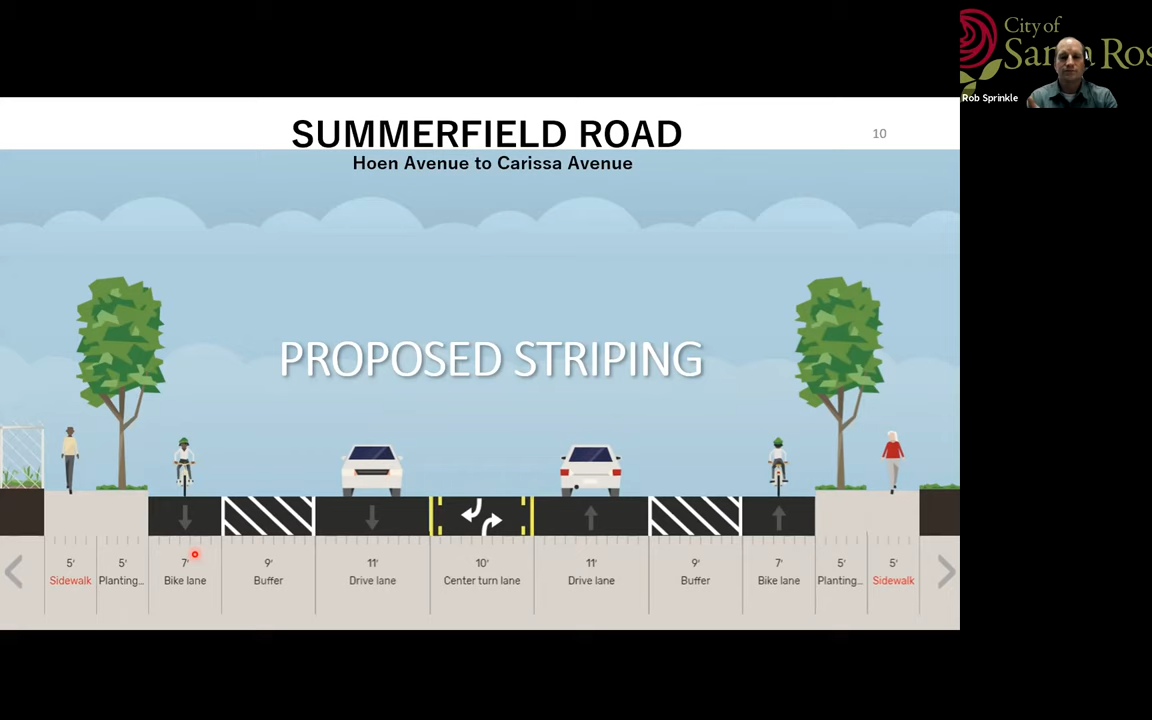 City of
Santa Ros
Rob Sprinkle
SUMMERFIELD ROAD
10
Hoen Avenue to Carissa Avenue
PROPOSED STRIPING
5' 5' 7' 9' 11' 10' 11' 9' 7' 5' 5'
Sidewalk Planting... Bike lane Buffer Drive lane Center turn lane Drive lane Buffer Bike lane Planting... Sidewalk